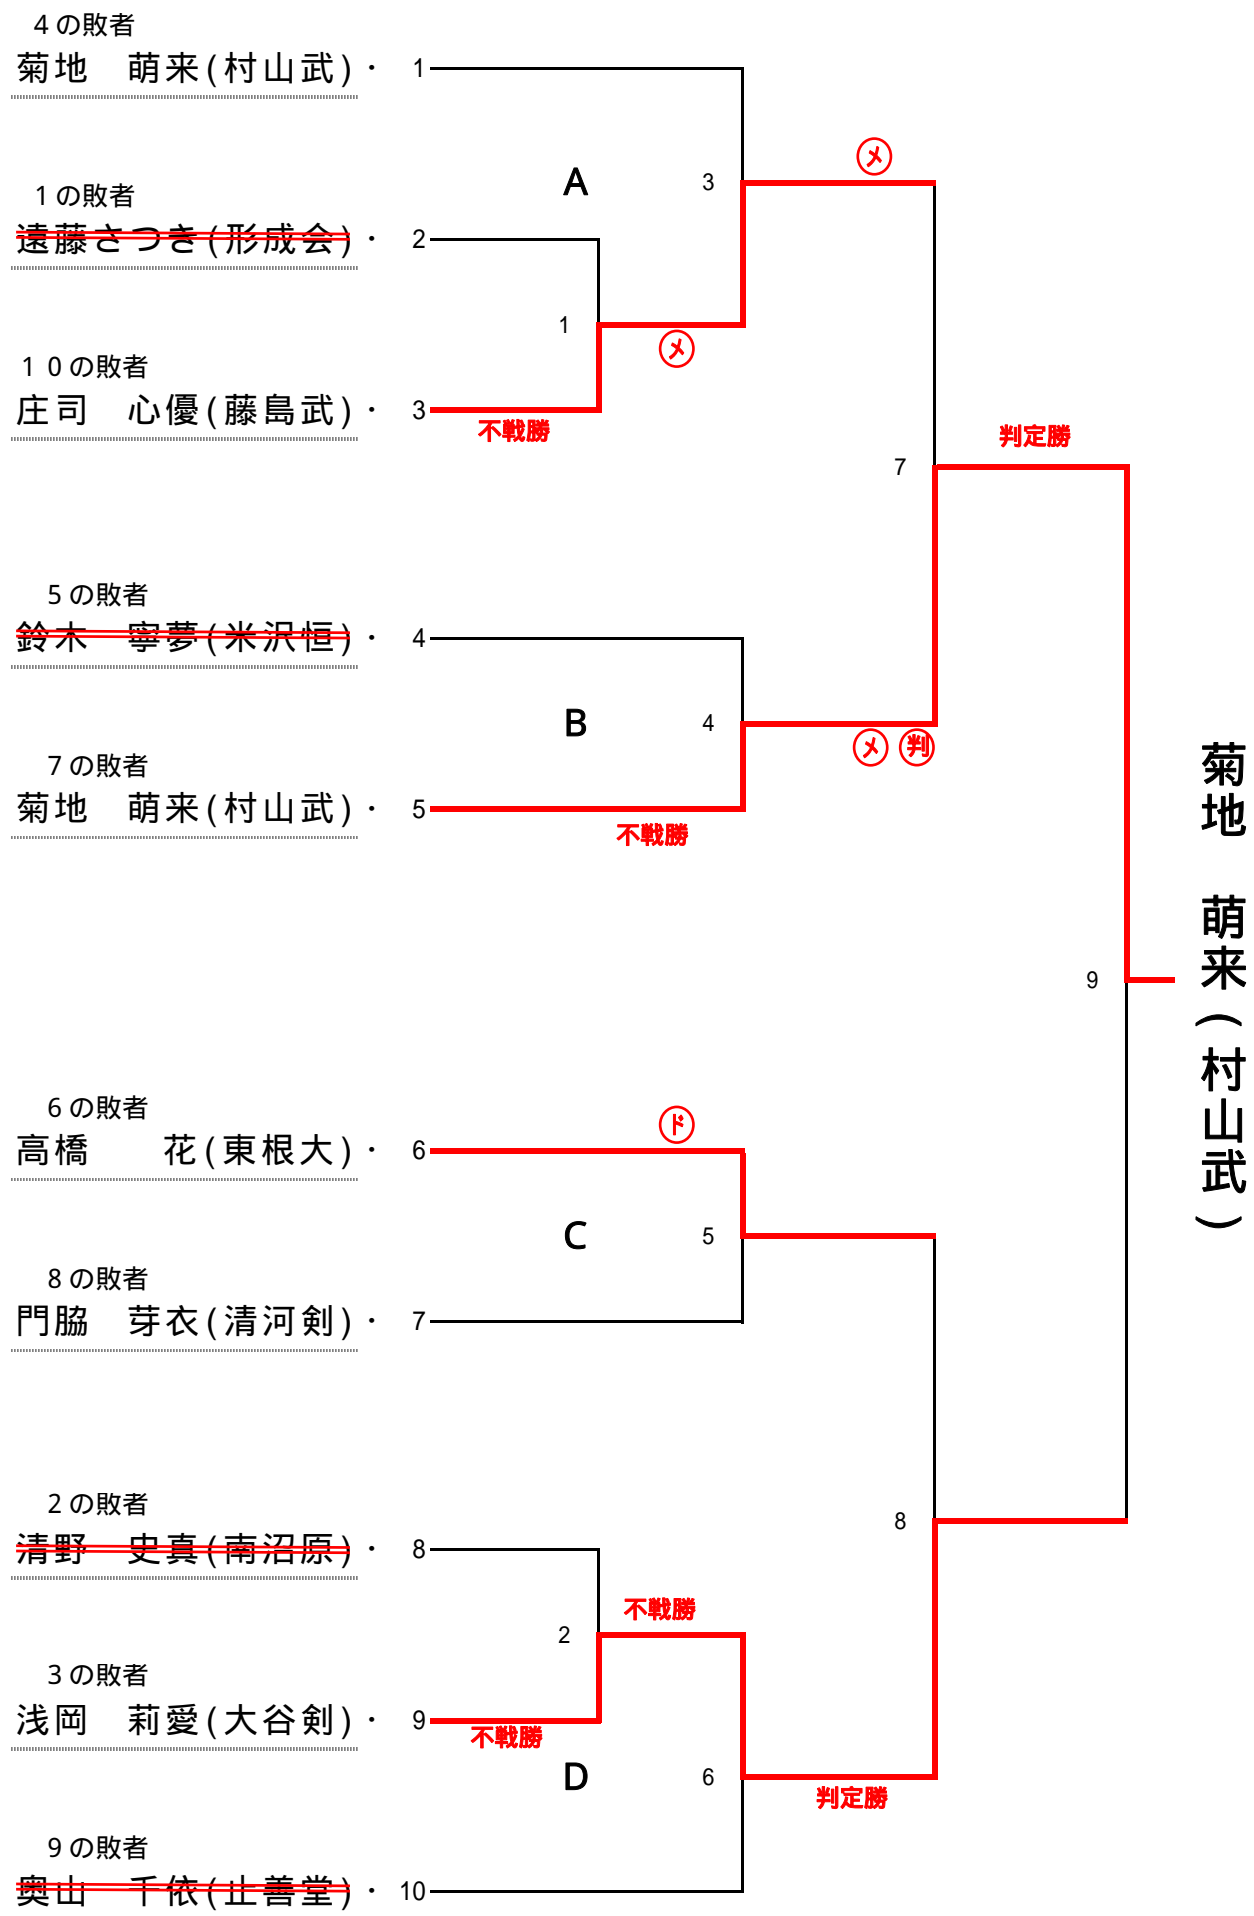 4の敗者
菊地　萌来(村山武)・ 1
A
3
メ
1の敗者
遠藤さつき(形成会)・ 2
1
メ
10の敗者
庄司　心優(藤島武)・ 3
不戦勝
7
判定勝
5の敗者
鈴木　寧夢(米沢恒)・ 4
B
4
メ 判
7の敗者
菊地　萌来(村山武)・ 5
不戦勝
9
菊地　萌来(村山武)
6の敗者
高橋　　花(東根大)・ 6
ド
C
5
8の敗者
門脇　芽衣(清河剣)・ 7
8
2の敗者
清野　史真(南沼原)・ 8
2
不戦勝
3の敗者
浅岡　莉愛(大谷剣)・ 9
不戦勝
D
6
判定勝
9の敗者
奥山　千依(止善堂)・ 10